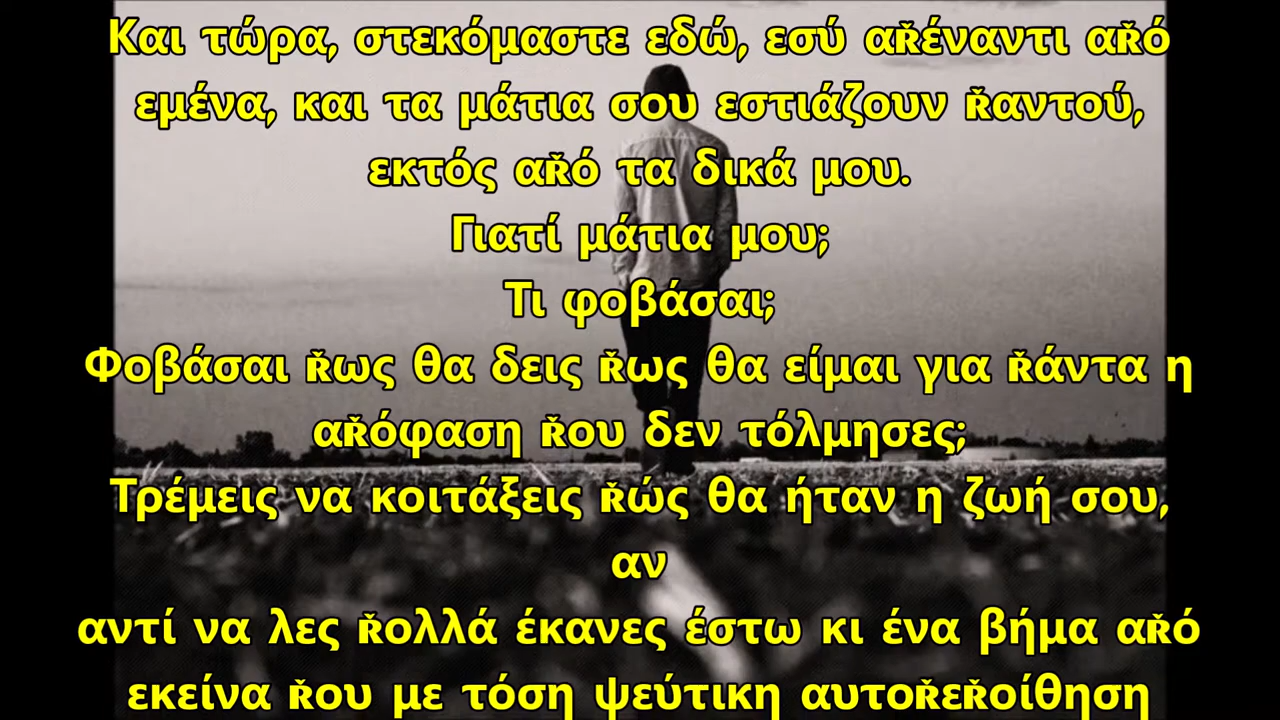 Και τώρα, στεκόμαστε εδώ, εσύ αῘέναντι αῘό
εμένα, και τα μάτια σου εστιάζουν Ř̌αντού,
εκτός αŘό τα δικά μου.
Γιατί μάτια μου;
Τι φοβάσαι;
Φοβάσαι Řως θα δεις Řως θα είμαι για Řάντα η
αŘόφαση Řου δεν τόλμησες;
Τρέμεις να κοιτάξεις Řώς θα ήταν η ζωή σου,
αν
αντί να λες Řολλά έκανες έστω κι ένα βήμα αŘό
εκείνα Řου με τόση ψεύτικη αυτοŘεŘοίθηση